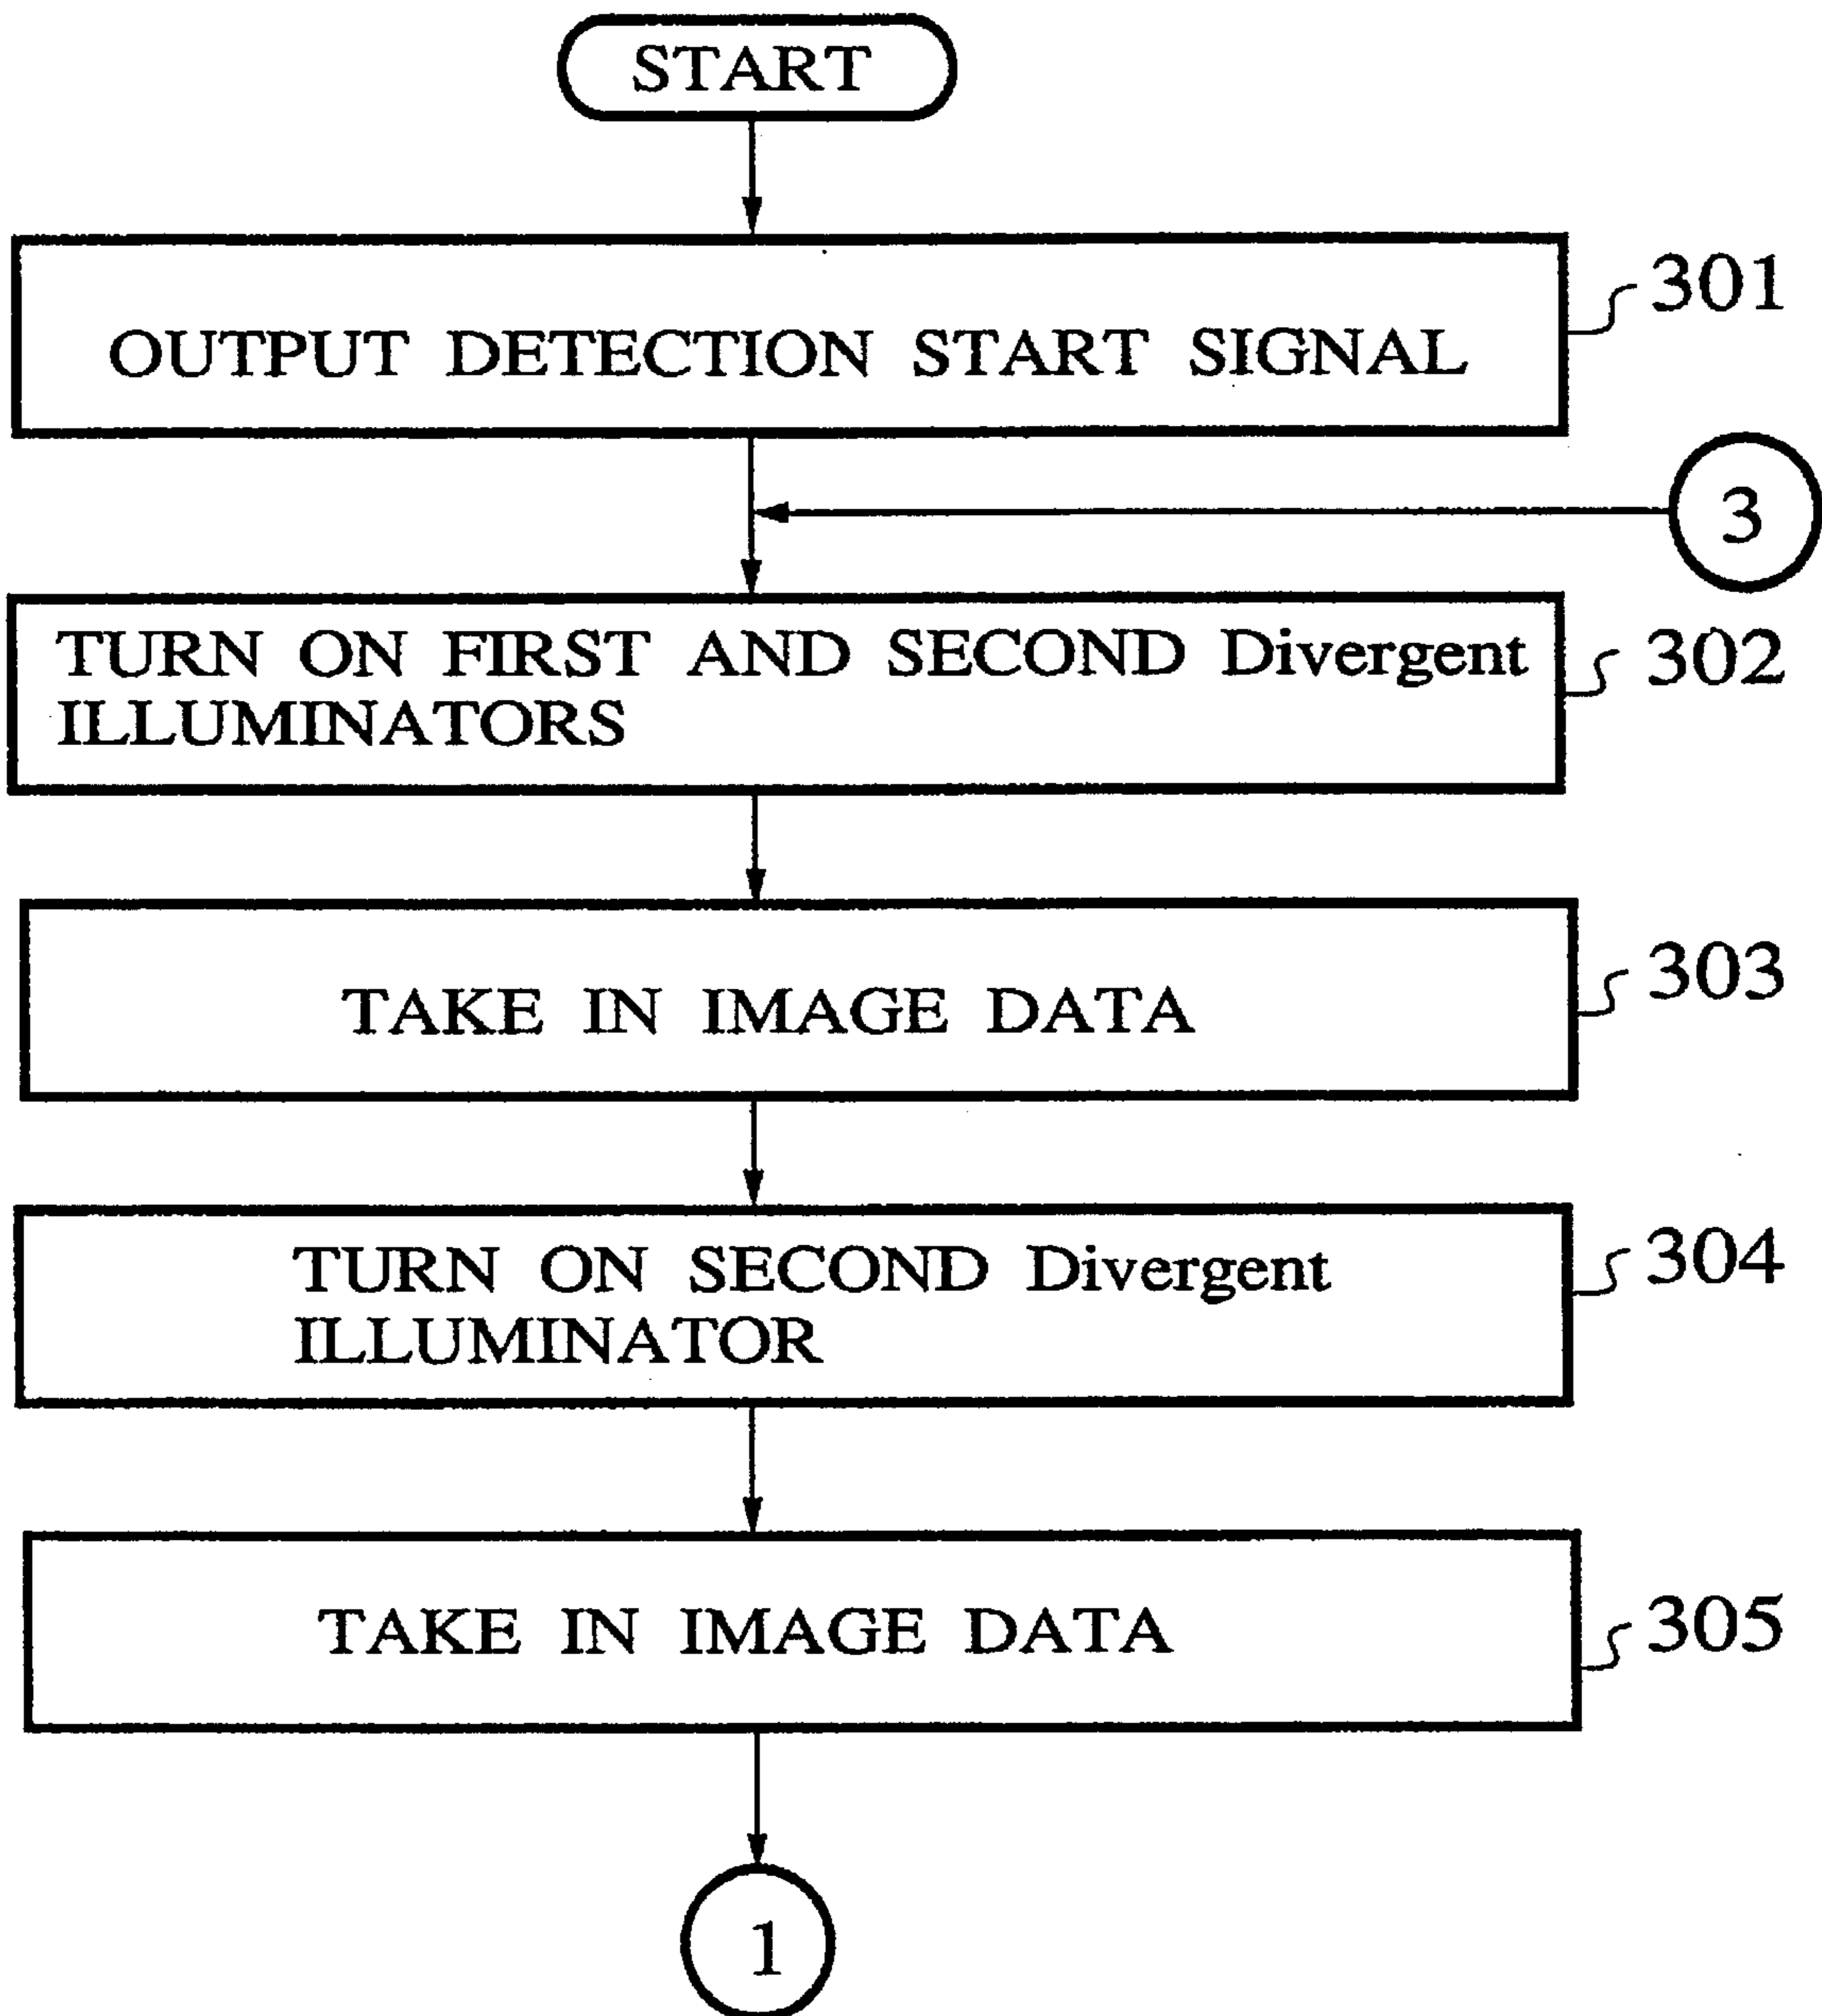 START
OUTPUT DETECTION START SIGNAL
301
3
TURN ON FIRST AND SECOND Divergent
ILLUMINATORS
302
TAKE IN IMAGE DATA
303
TURN ON SECOND Divergent
ILLUMINATOR
304
TAKE IN IMAGE DATA
305
1